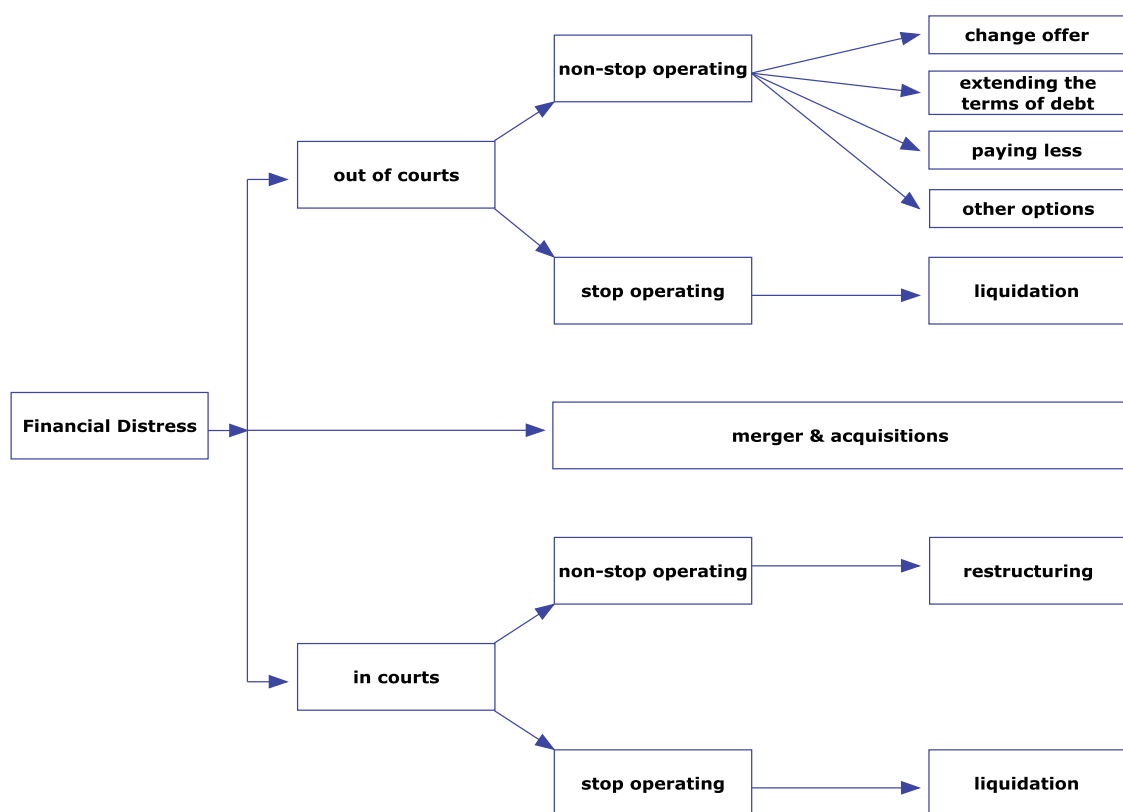 change offer
non-stop operating
extending the
terms of debt
paying less
out of courts
other options
stop operating
liquidation
Financial Distress
merger & acquisitions
non-stop operating
restructuring
in courts
stop operating
liquidation